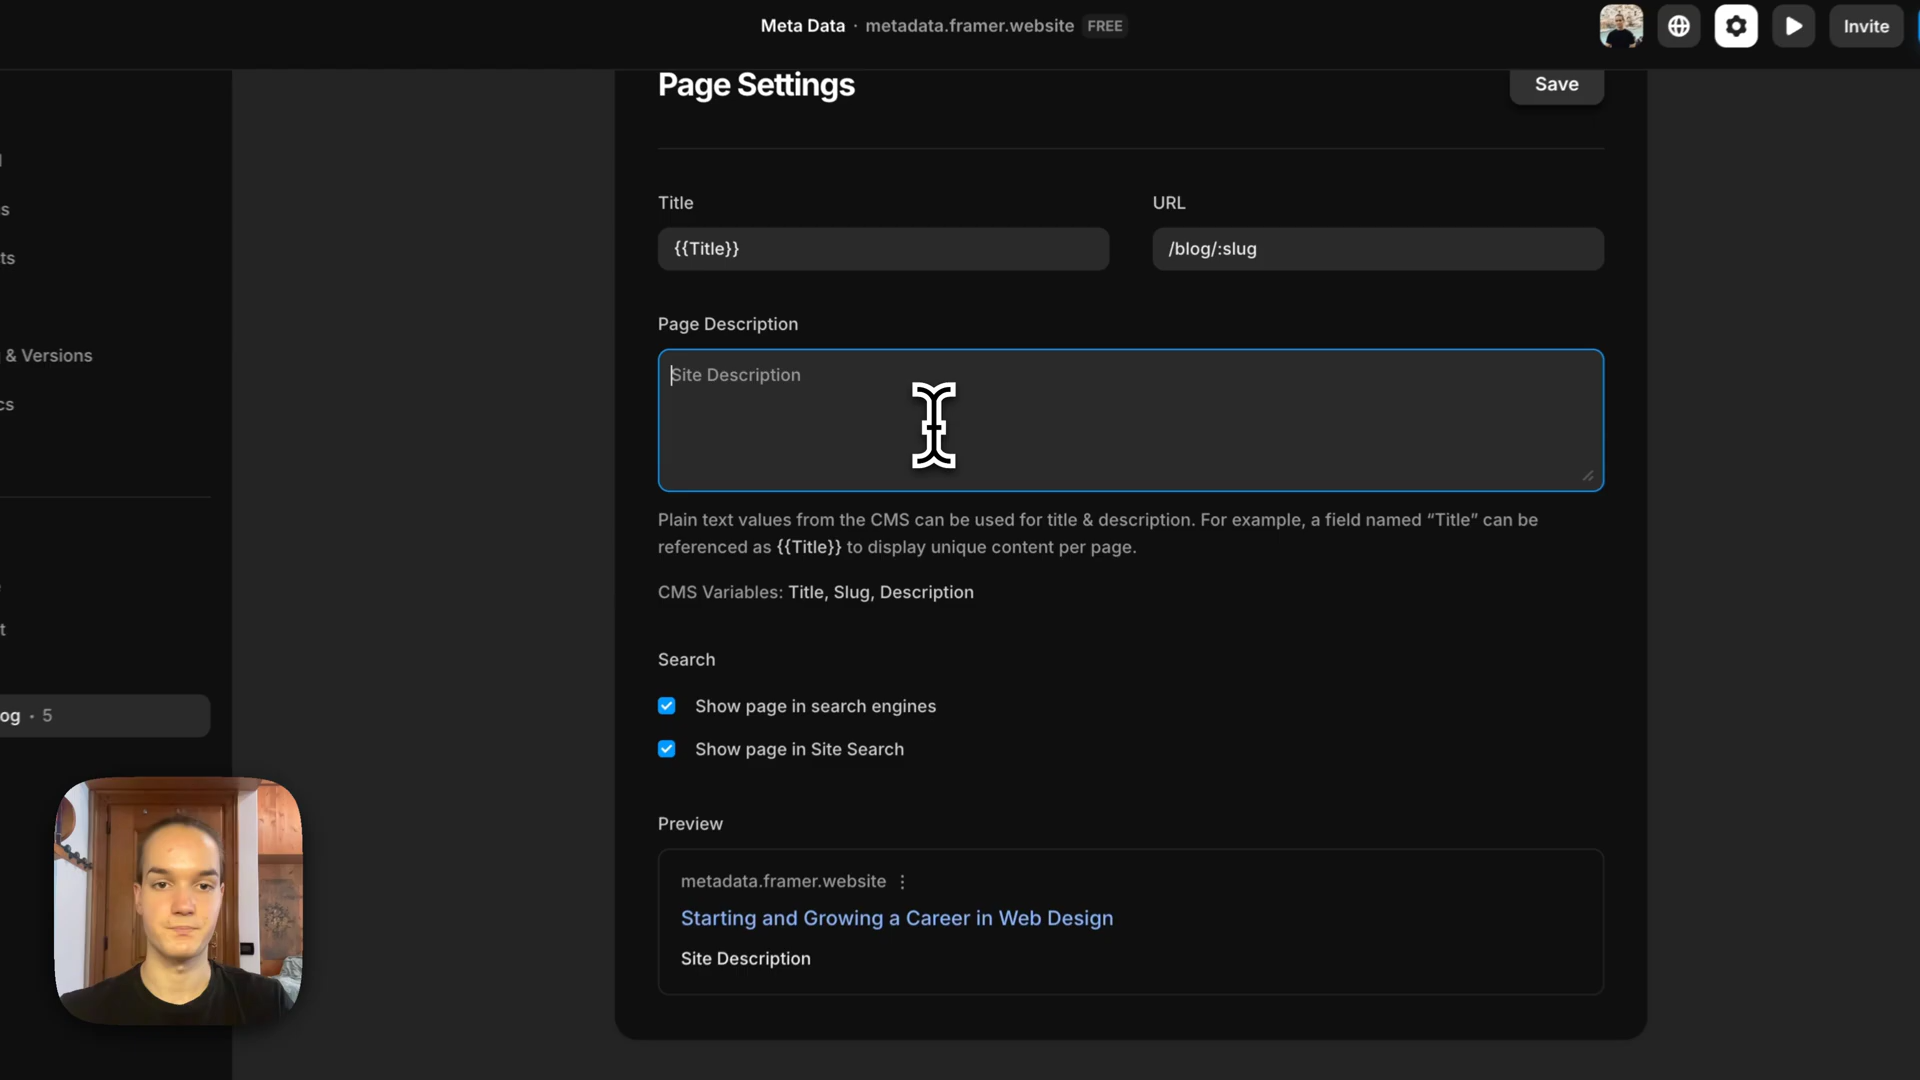 Meta Data · metadata.framer.website FREE
Invite
Page Settings
Save
Title
URL
{{Title}}
/blog/:slug
Page Description
Site Description
Plain text values from the CMS can be used for title & description. For example, a field named “Title” can be
referenced as {{Title}} to display unique content per page.
CMS Variables: Title, Slug, Description
Search
Show page in search engines
Show page in Site Search
Preview
metadata.framer.website
Starting and Growing a Career in Web Design
Site Description
s
ts
& Versions
cs
t
og · 5